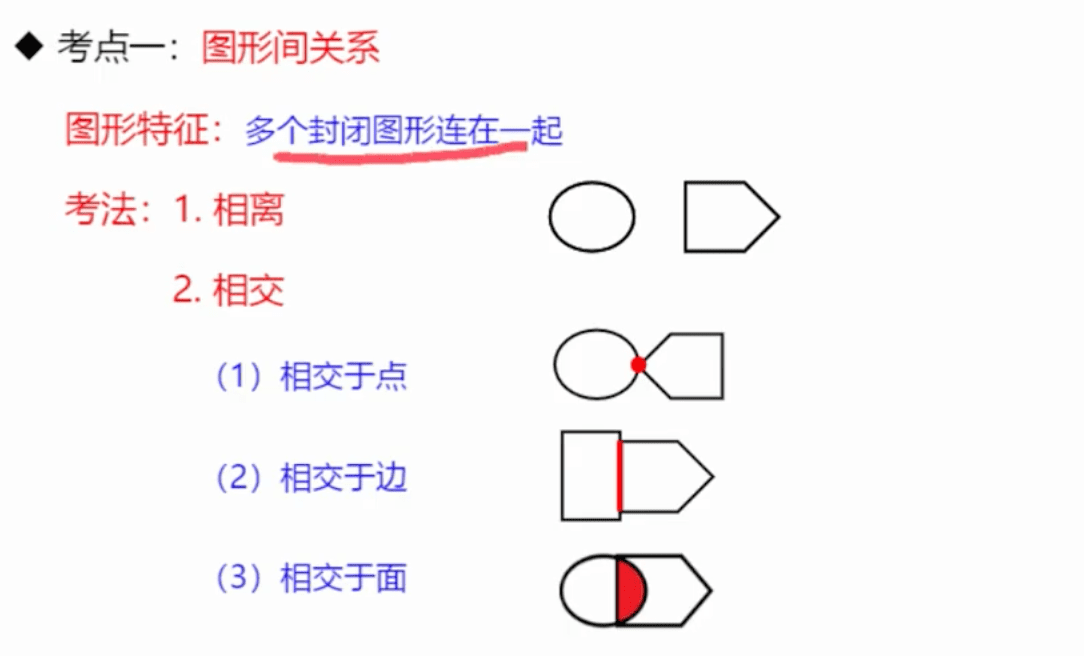 ◆ 考点一：图形间关系
图形特征：多个封闭图形连在一起
考法：1. 相离
2. 相交
（1）相交于点
（2）相交于边
（3）相交于面